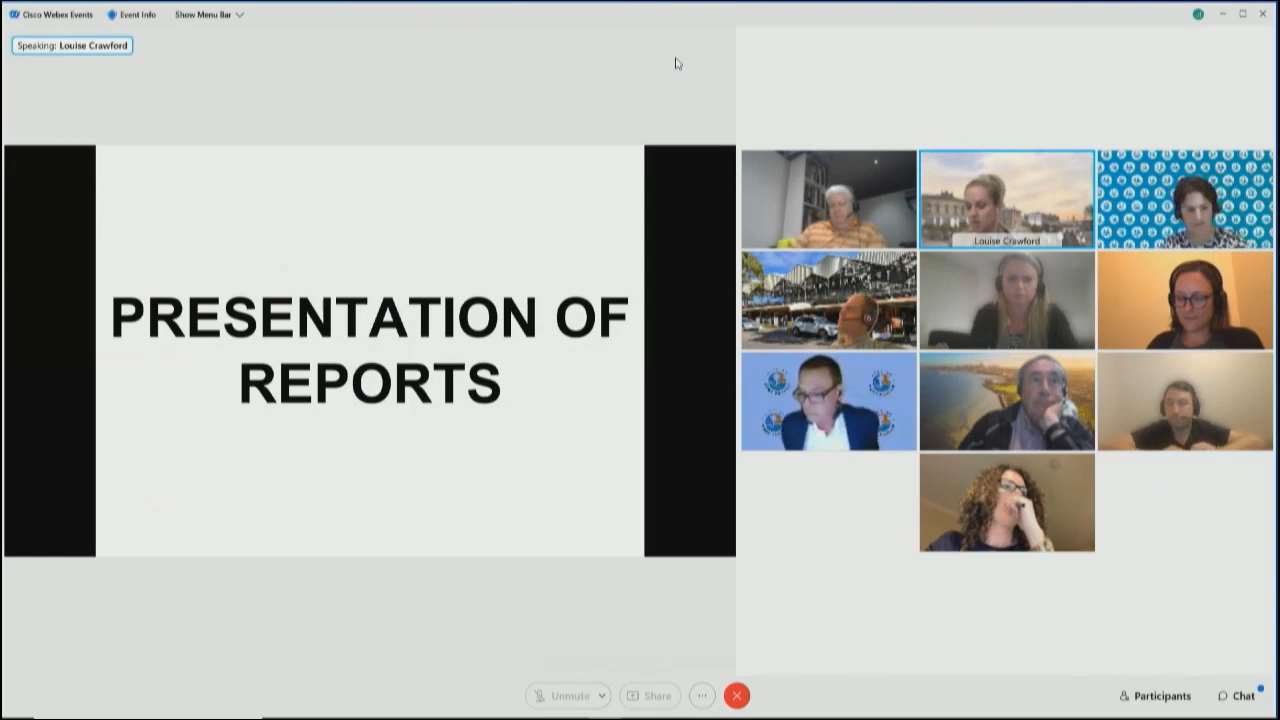 Cisco Webex Events Event Info Show Menu Bar
Speaking: Louise Crawford
PRESENTATION OF
REPORTS
Louise Crawford
Unmute Share Participants Chat